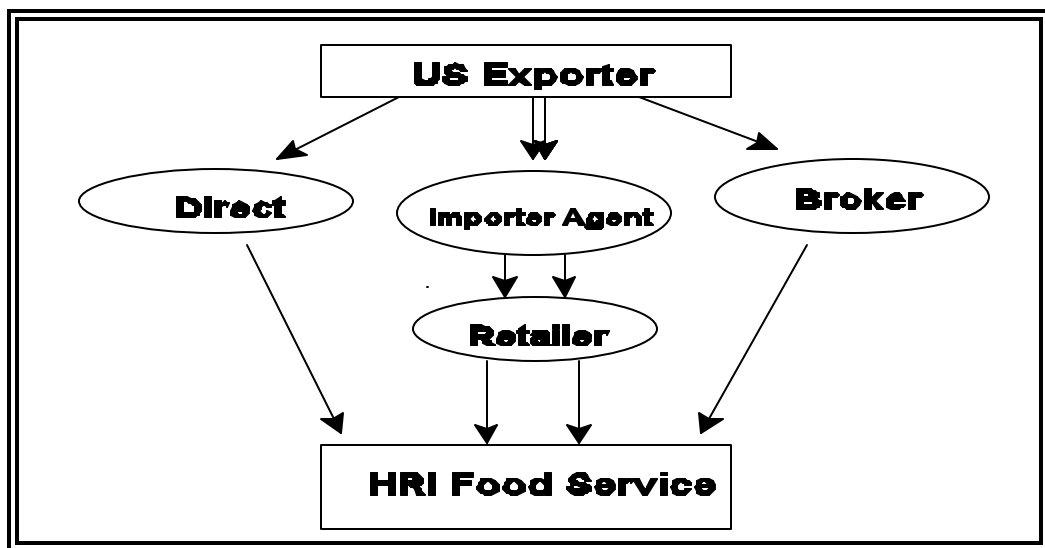 US Exporter
Direct
Importer Agent
Broker
Retailer
HRI Food Service